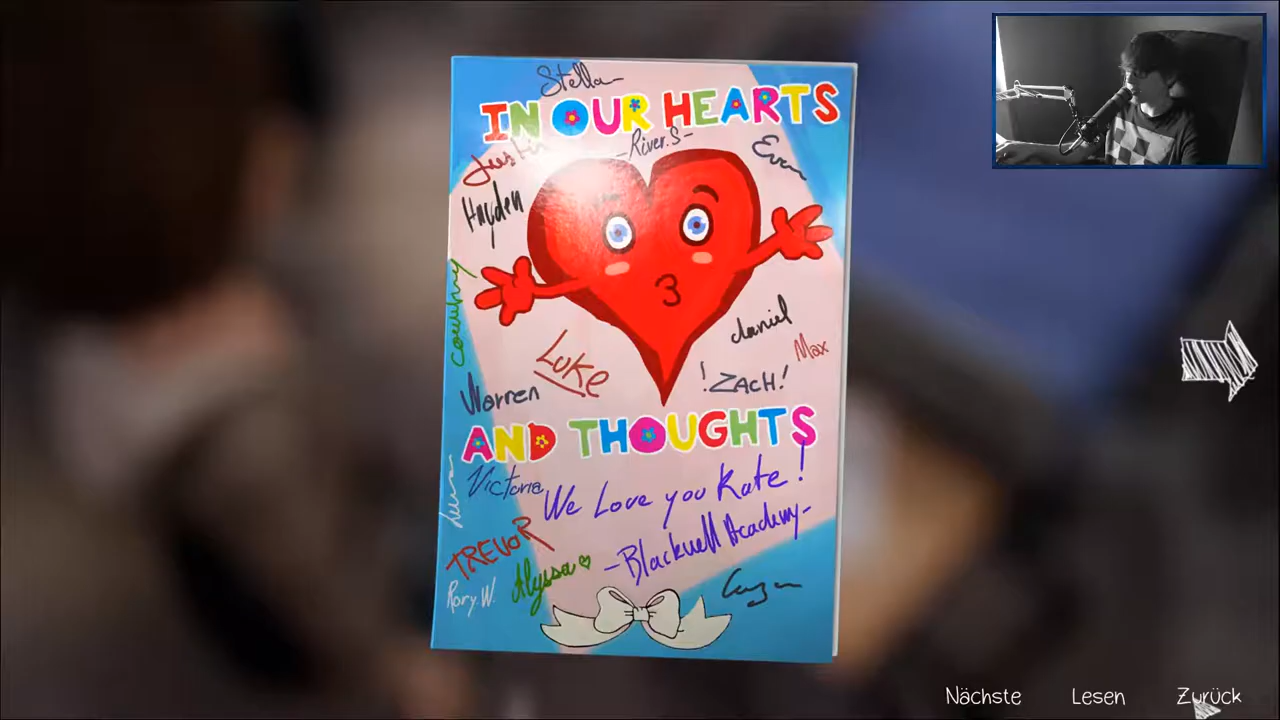 Stella
IN OUR HEARTS
Justin
-River.S-
Evan
Hayden
Courtney
daniel
Max
Luke
!ZACH!
Warren
AND THOUGHTS
Victoria
We Love you Kate!
-Blackwell Academy-
TREVOR
Alyssa
Rory.W.
Nächste Lesen Zurück